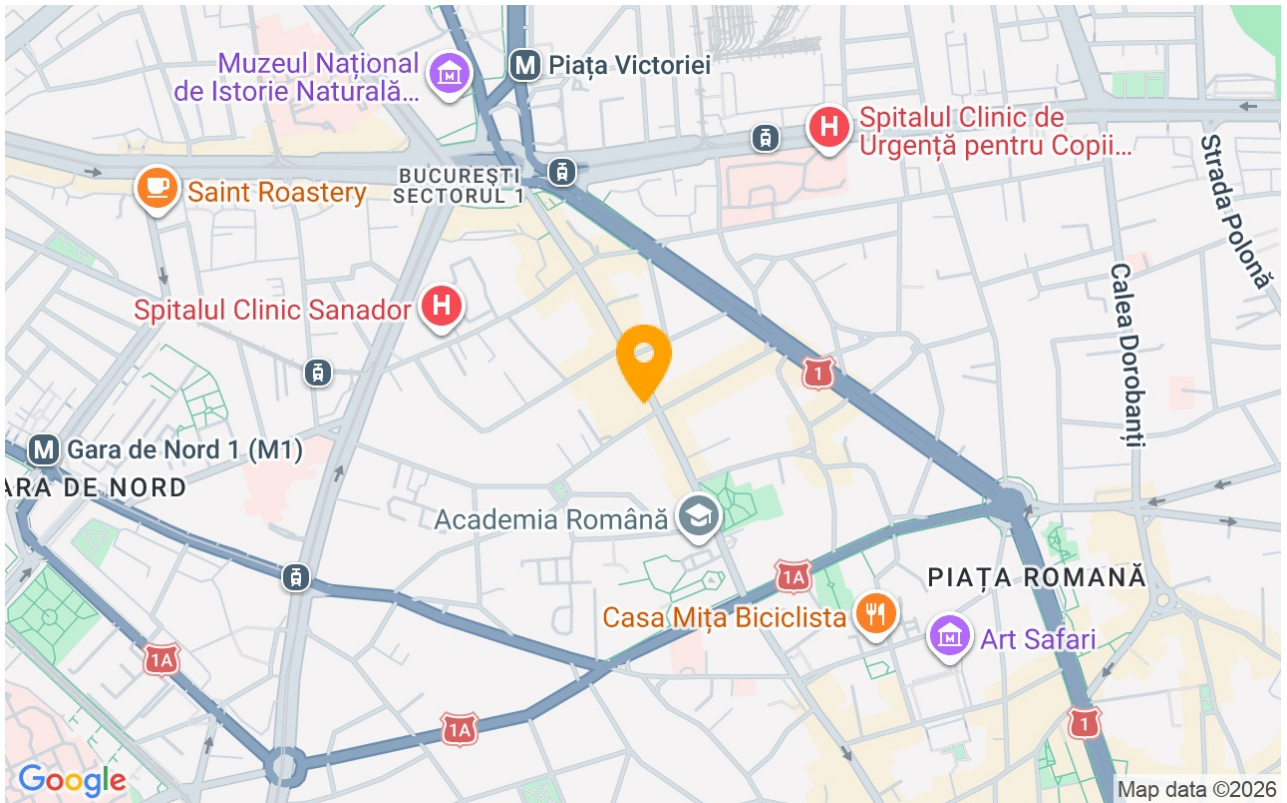 Muzeul Național
de Istorie Naturală...
M Piața Victoriei
H
Spitalul Clinic de
Urgență pentru Copii...
Strada Polonă
Saint Roastery
BUCUREȘTI
SECTORUL 1
Calea Dorobanți
Spitalul Clinic Sanador
H
1
M Gara de Nord 1 (M1)
ARA DE NORD
Academia Română
1A
PIAȚA ROMANĂ
Casa Mița Biciclista
Art Safari
1A
1A
1
Google
Map data ©2026